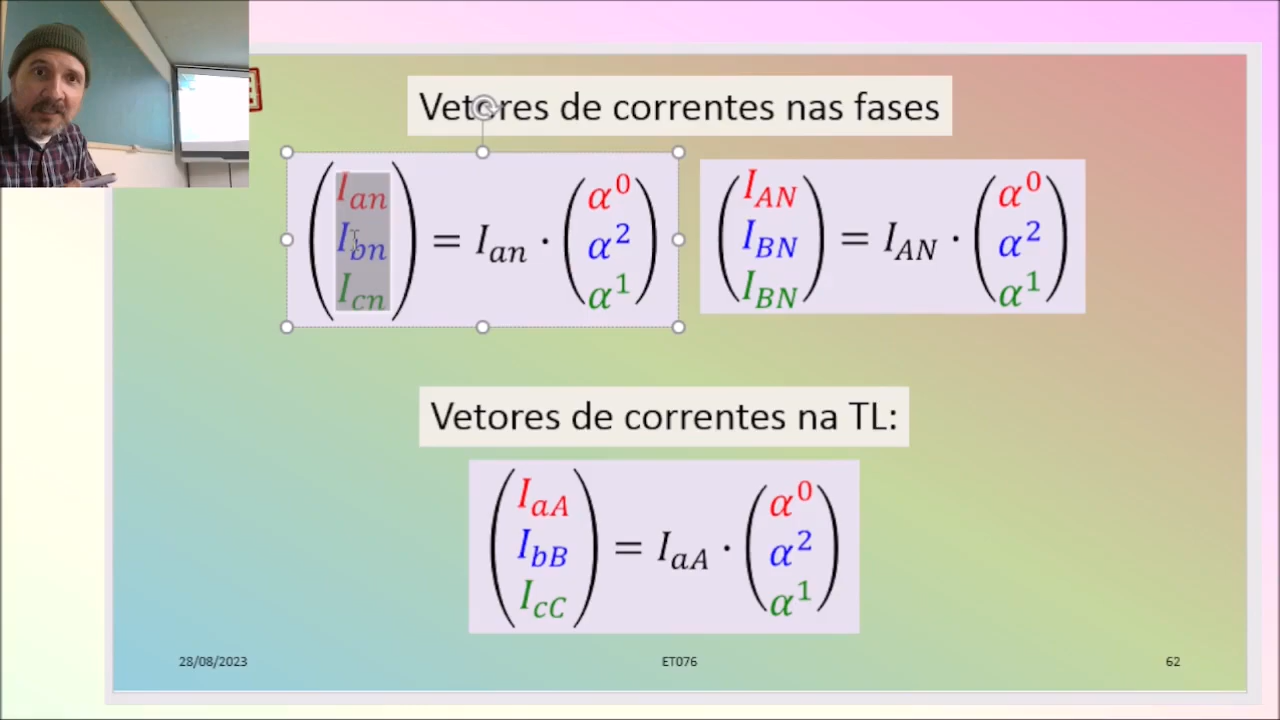 Vetores de correntes nas fases
(I_an I_bn I_cn) = I_an · (α^0 α^2 α^1)
(I_AN I_BN I_BN) = I_AN · (α^0 α^2 α^1)
Vetores de correntes na TL:
(I_aA I_bB I_cC) = I_aA · (α^0 α^2 α^1)
28/08/2023 ET076 62